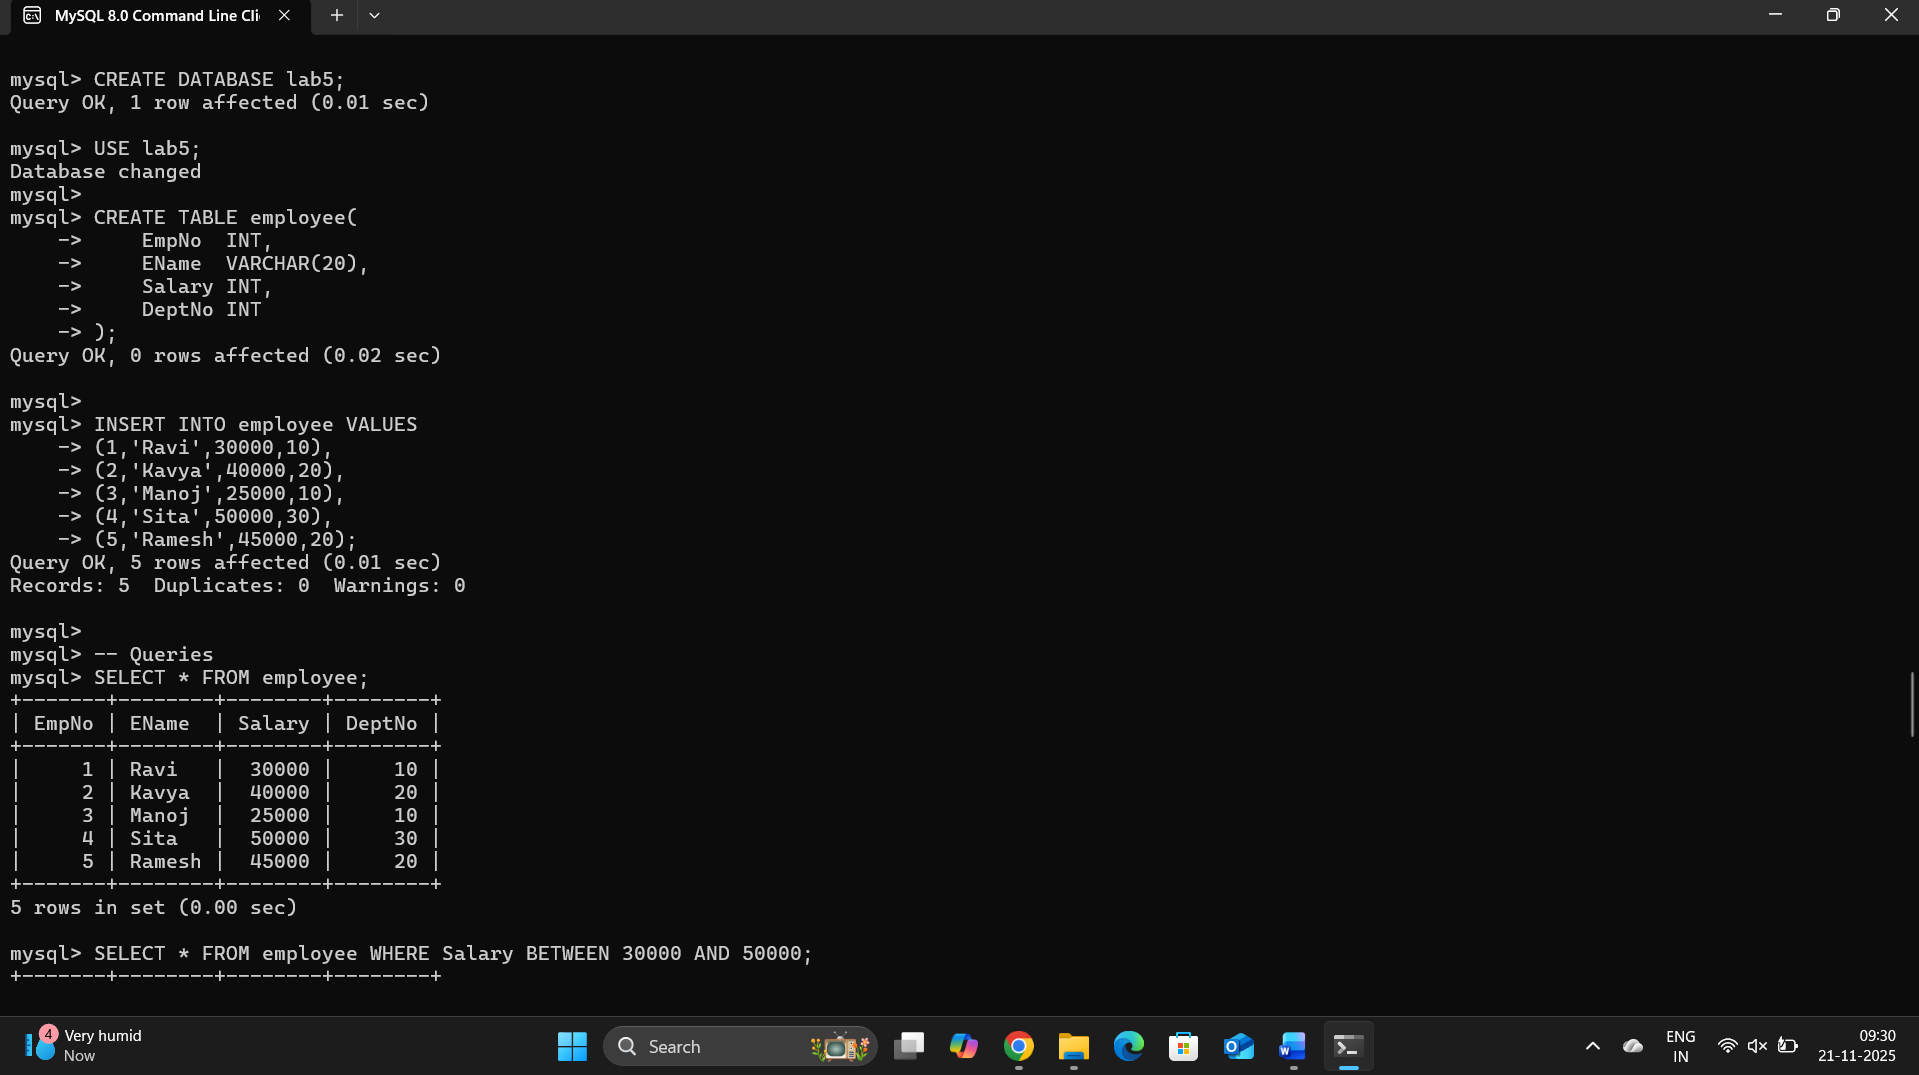 MySQL 8.0 Command Line Cli
mysql> CREATE DATABASE lab5;
Query OK, 1 row affected (0.01 sec)
mysql> USE lab5;
Database changed
mysql>
mysql> CREATE TABLE employee(
    ->     EmpNo  INT,
    ->     EName  VARCHAR(20),
    ->     Salary INT,
    ->     DeptNo INT
    -> );
Query OK, 0 rows affected (0.02 sec)
mysql>
mysql> INSERT INTO employee VALUES
    -> (1,'Ravi',30000,10),
    -> (2,'Kavya',40000,20),
    -> (3,'Manoj',25000,10),
    -> (4,'Sita',50000,30),
    -> (5,'Ramesh',45000,20);
Query OK, 5 rows affected (0.01 sec)
Records: 5  Duplicates: 0  Warnings: 0
mysql>
mysql> -- Queries
mysql> SELECT * FROM employee;
+-------+--------+--------+--------+
| EmpNo | EName  | Salary | DeptNo |
+-------+--------+--------+--------+
|     1 | Ravi   |  30000 |     10 |
|     2 | Kavya  |  40000 |     20 |
|     3 | Manoj  |  25000 |     10 |
|     4 | Sita   |  50000 |     30 |
|     5 | Ramesh |  45000 |     20 |
+-------+--------+--------+--------+
5 rows in set (0.00 sec)
mysql> SELECT * FROM employee WHERE Salary BETWEEN 30000 AND 50000;
+-------+--------+--------+--------+
4
Very humid
Now
Search
ENG
IN
09:30
21-11-2025